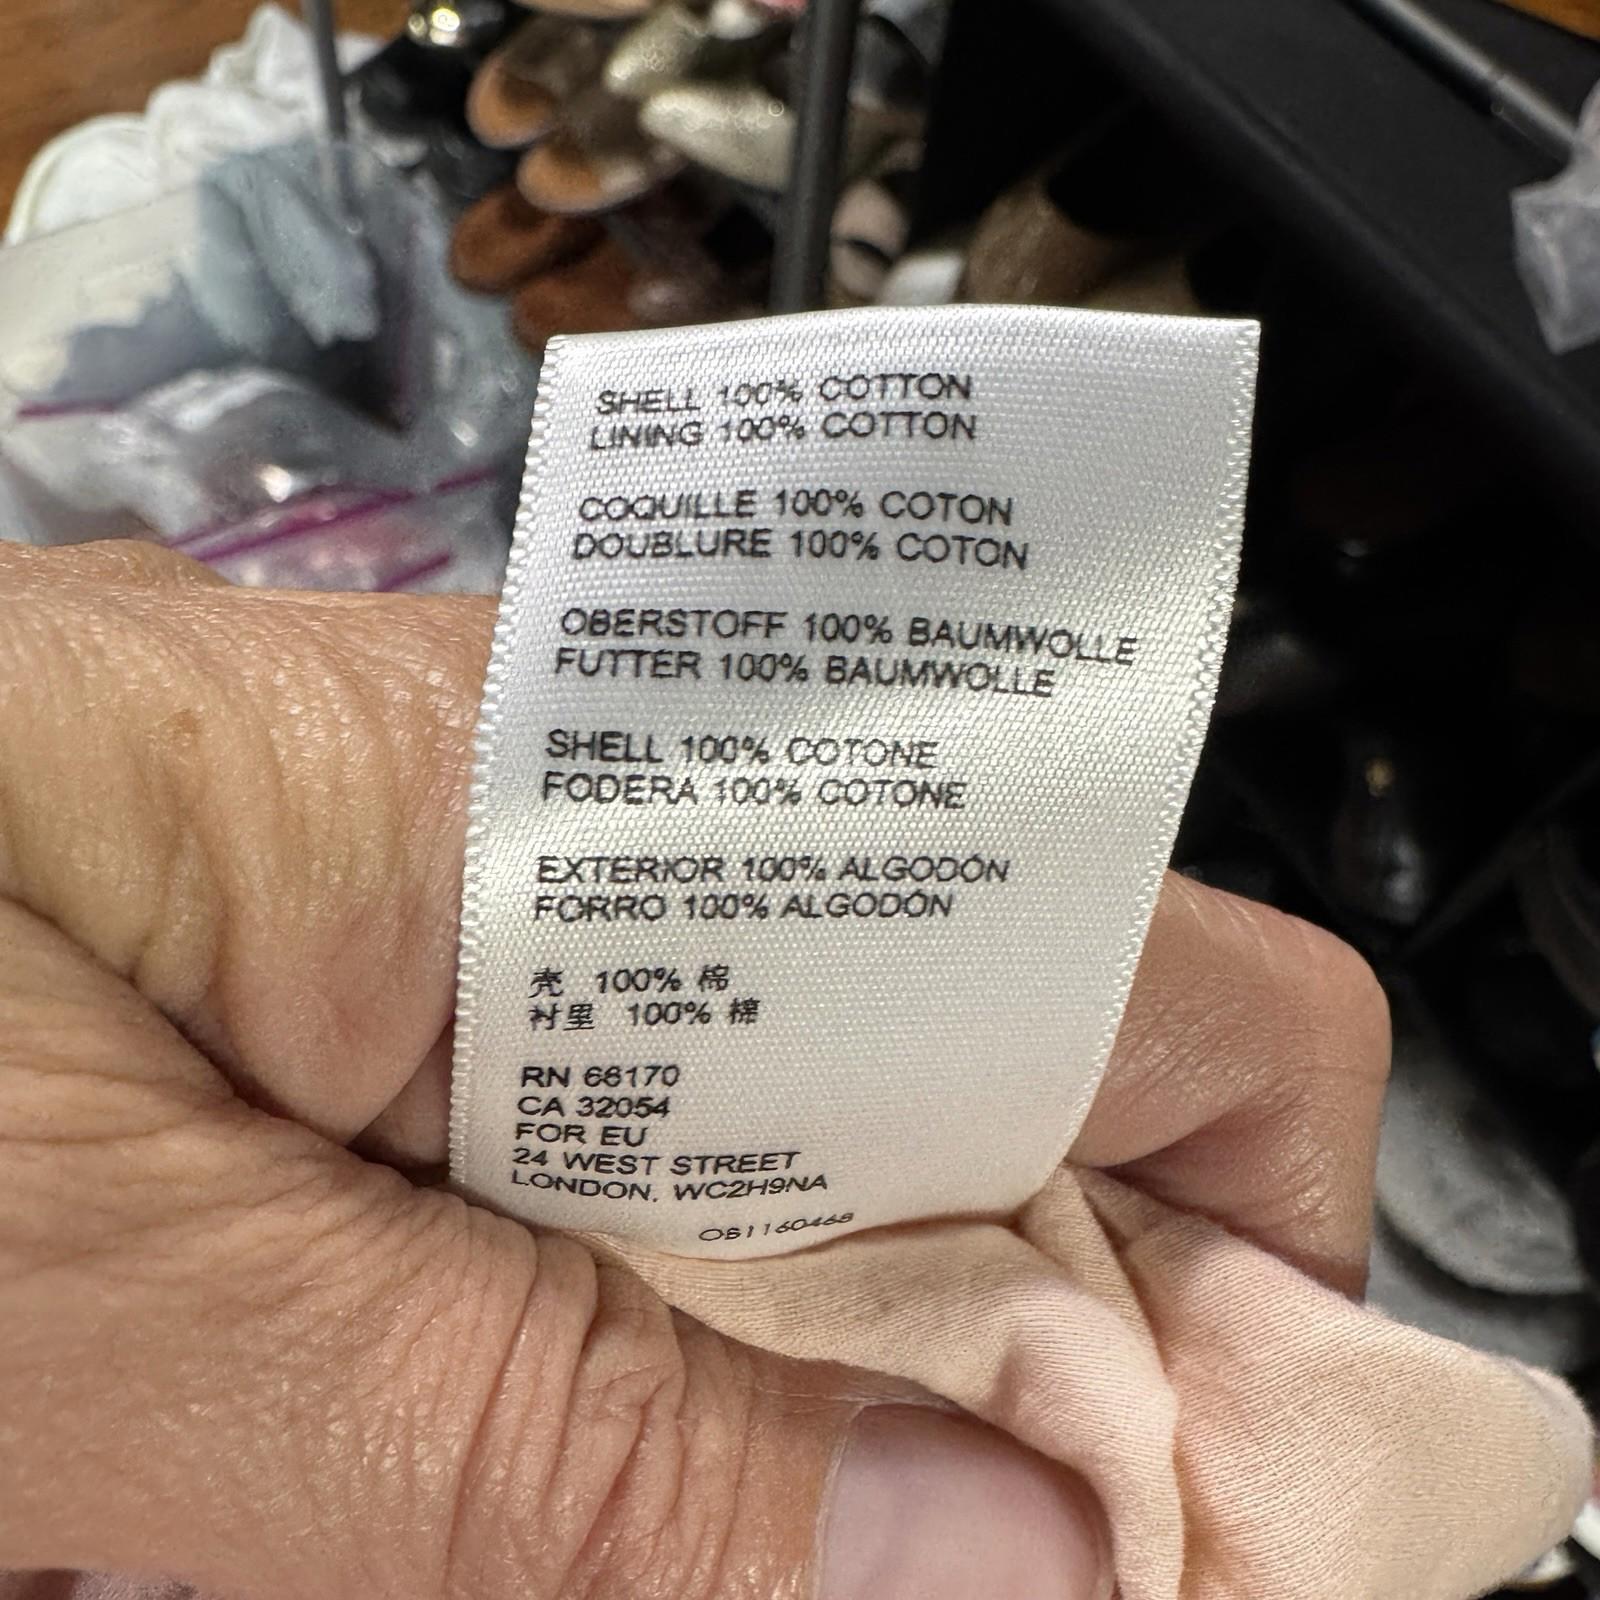 SHELL 100% COTTON
LINING 100% COTTON
COQUILLE 100% COTON
DOUBLURE 100% COTON
OBERSTOFF 100% BAUMWOLLE
FUTTER 100% BAUMWOLLE
SHELL 100% COTONE
FODERA 100% COTONE
EXTERIOR 100% ALGODÓN
FORRO 100% ALGODÓN
壳 100% 棉
衬里 100% 棉
RN 66170
CA 32054
FOR EU
24 WEST STREET
LONDON, WC2H9NA
OS1160468